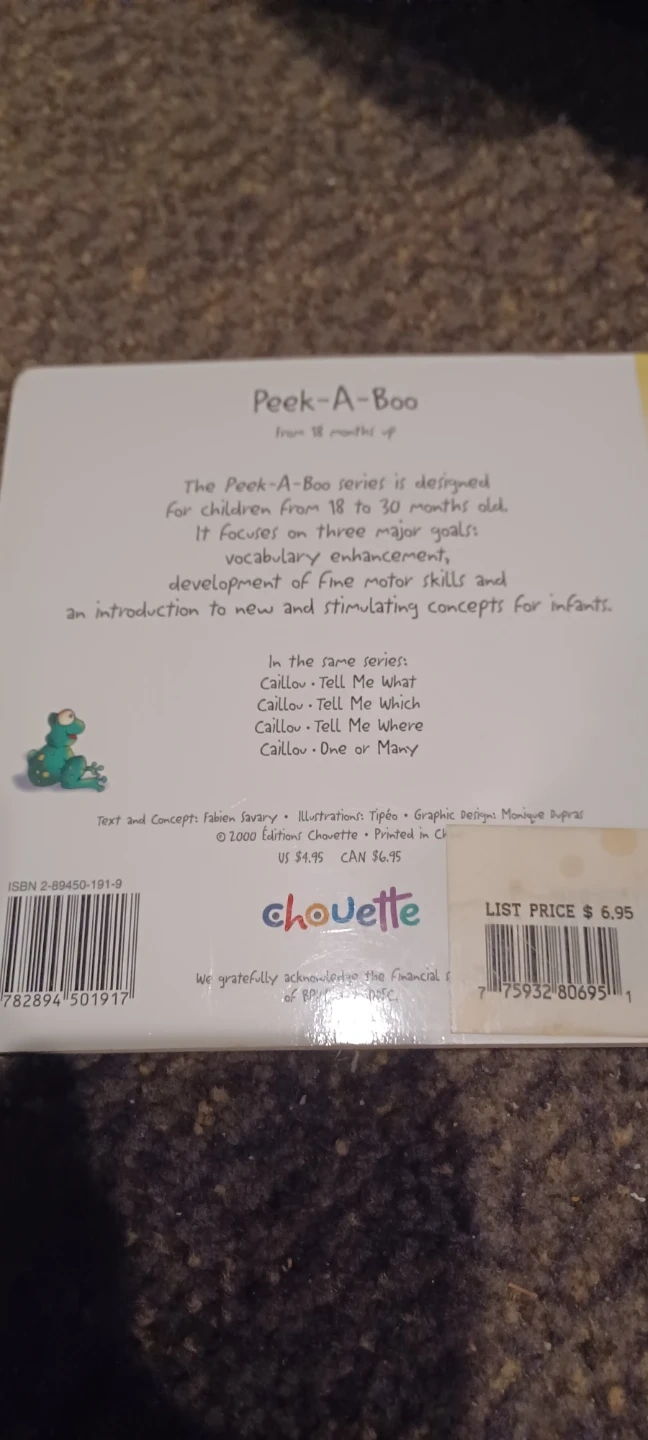 Peek-A-Boo
from 18 months up
The Peek-A-Boo series is designed
for children from 18 to 30 months old.
It focuses on three major goals:
vocabulary enhancement,
development of fine motor skills and
an introduction to new and stimulating concepts for infants.
In the same series:
Caillou • Tell Me What
Caillou • Tell Me Which
Caillou • Tell Me Where
Caillou • One or Many
Text and Concept: Fabien Savary • Illustrations: Tipéo • Graphic Design: Monique Dupras
© 2000 Éditions Chouette • Printed in
US $4.95 CAN $6.95
ISBN 2-89450-191-9
782894 501917
chouette
LIST PRICE $ 6.95
7 75932 80695 1
We gratefully acknowledge the financial
of